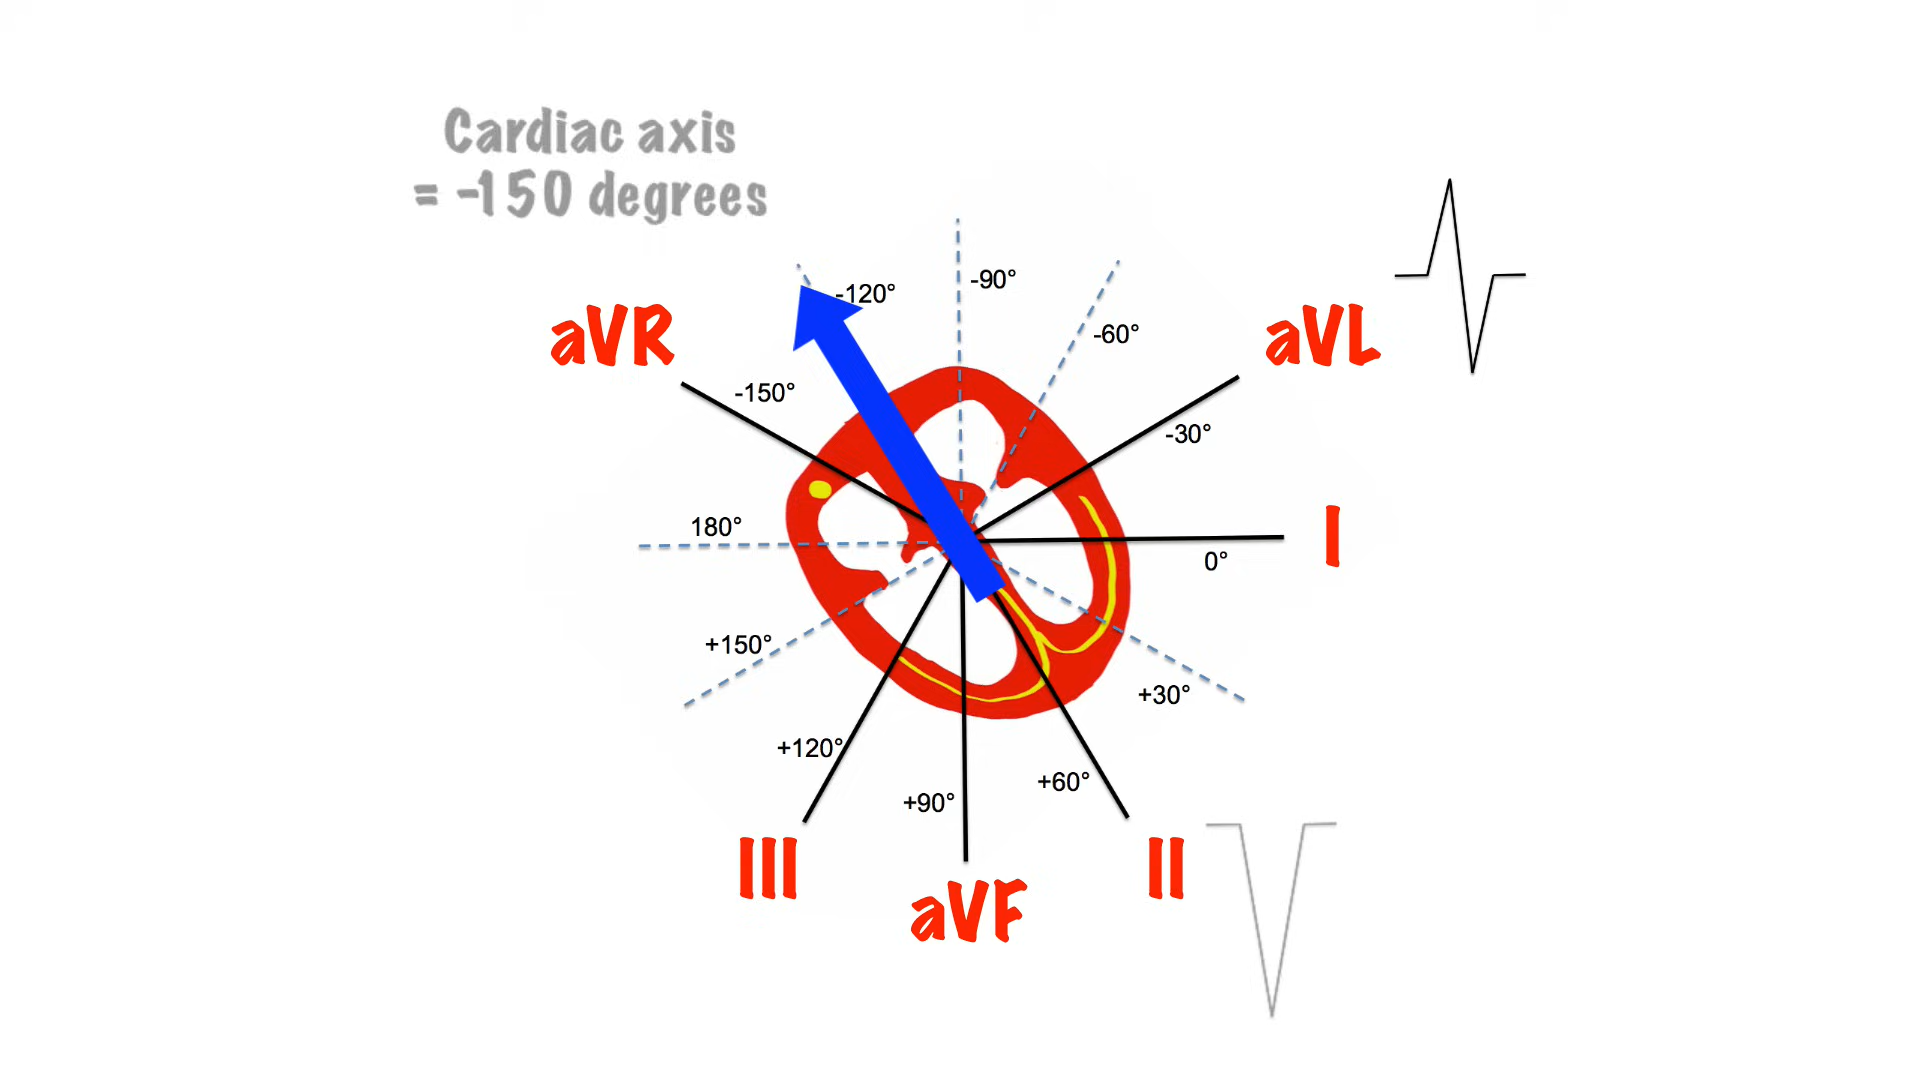 Cardiac axis
= -150 degrees
-90°
-120°
-60°
aVR
aVL
-150°
-30°
I
180°
0°
+150°
+30°
+120°
+60°
+90°
III
II
aVF